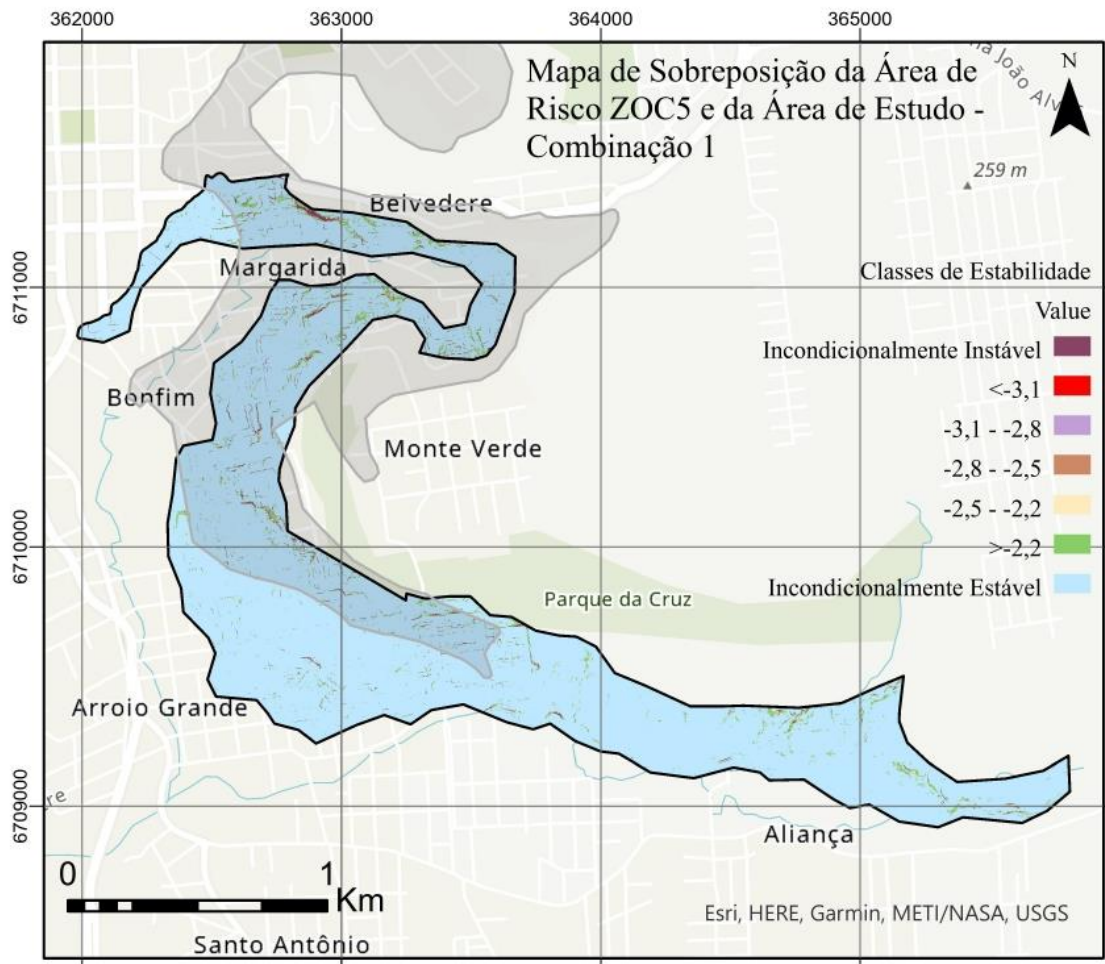 362000
363000
364000
365000
Mapa de Sobreposição da Área de
Risco ZOC5 e da Área de Estudo -
Combinação 1
N
João Alv
259 m
Belvedere
Margarida
6711000
Classes de Estabilidade
Value
Incondicionalmente Instável
<-3,1
-3,1 - -2,8
-2,8 - -2,5
-2,5 - -2,2
>-2,2
Incondicionalmente Estável
Bonfim
Monte Verde
6710000
Parque da Cruz
Arroio Grande
6709000
re
Aliança
0
1
Km
Esri, HERE, Garmin, METI/NASA, USGS
Santo Antônio